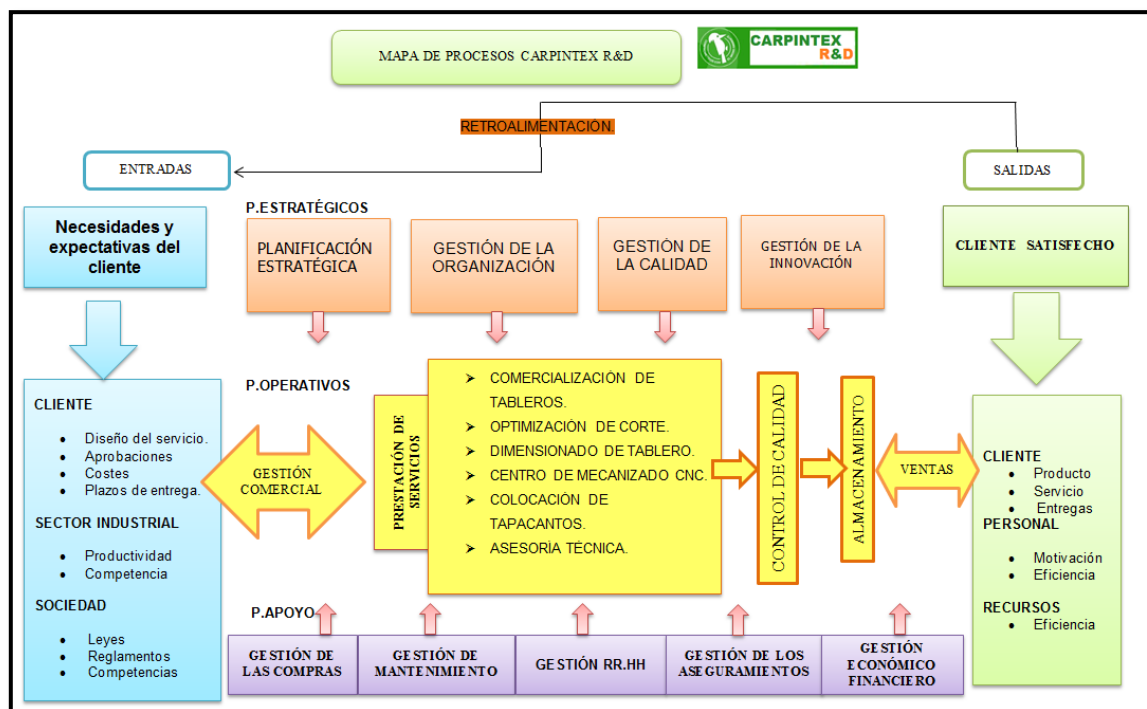 MAPA DE PROCESOS CARPINTEX R&D
CARPINTEX
R&D
RETROALIMENTACIÓN.
ENTRADAS
SALIDAS
Necesidades y
expectativas del
cliente
P.ESTRATÉGICOS
PLANIFICACIÓN
ESTRATÉGICA
GESTIÓN DE LA
ORGANIZACIÓN
GESTIÓN DE
LA CALIDAD
GESTIÓN DE LA
INNOVACIÓN
CLIENTE SATISFECHO
CLIENTE
• Diseño del servicio.
• Aprobaciones
• Costes
• Plazos de entrega.
SECTOR INDUSTRIAL
• Productividad
• Competencia
SOCIEDAD
• Leyes
• Reglamentos
• Competencias
P.OPERATIVOS
GESTIÓN
COMERCIAL
PRESTACIÓN DE
SERVICIOS
➤ COMERCIALIZACIÓN DE
TABLEROS.
➤ OPTIMIZACIÓN DE CORTE.
➤ DIMENSIONADO DE TABLERO.
➤ CENTRO DE MECANIZADO CNC.
➤ COLOCACIÓN DE
TAPACANTOS.
➤ ASESORÌA TÉCNICA.
CONTROL DE CALIDAD
ALMACENAMIENTO
VENTAS
CLIENTE
• Producto
• Servicio
• Entregas
PERSONAL
• Motivación
• Eficiencia
RECURSOS
• Eficiencia
P.APOYO
GESTIÓN DE
LAS COMPRAS
GESTIÓN DE
MANTENIMIENTO
GESTIÓN RR.HH
GESTIÓN DE LOS
ASEGURAMIENTOS
GESTIÓN
ECONÓMICO
FINANCIERO